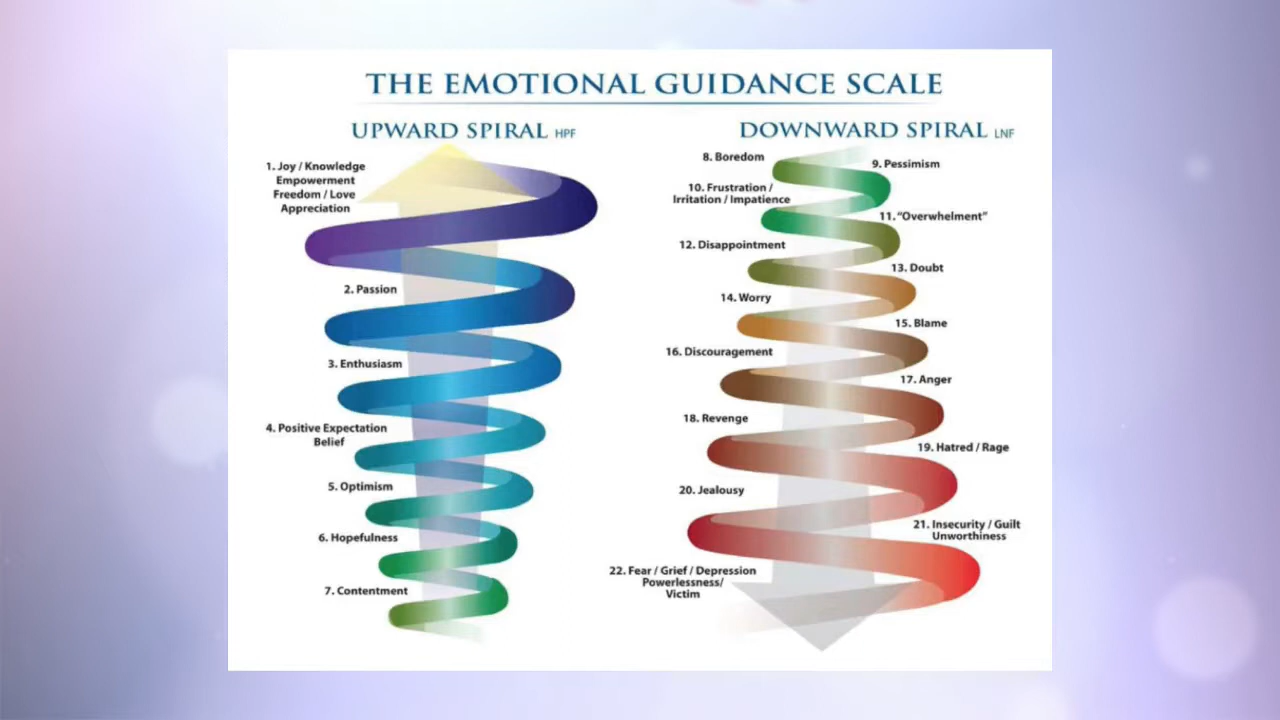 THE EMOTIONAL GUIDANCE SCALE
UPWARD SPIRAL HPF
1. Joy / Knowledge
Empowerment
Freedom / Love
Appreciation
2. Passion
3. Enthusiasm
4. Positive Expectation
Belief
5. Optimism
6. Hopefulness
7. Contentment
DOWNWARD SPIRAL LNF
8. Boredom
9. Pessimism
10. Frustration /
Irritation / Impatience
11. “Overwhelment”
12. Disappointment
13. Doubt
14. Worry
15. Blame
16. Discouragement
17. Anger
18. Revenge
19. Hatred / Rage
20. Jealousy
21. Insecurity / Guilt
Unworthiness
22. Fear / Grief / Depression
Powerlessness/
Victim